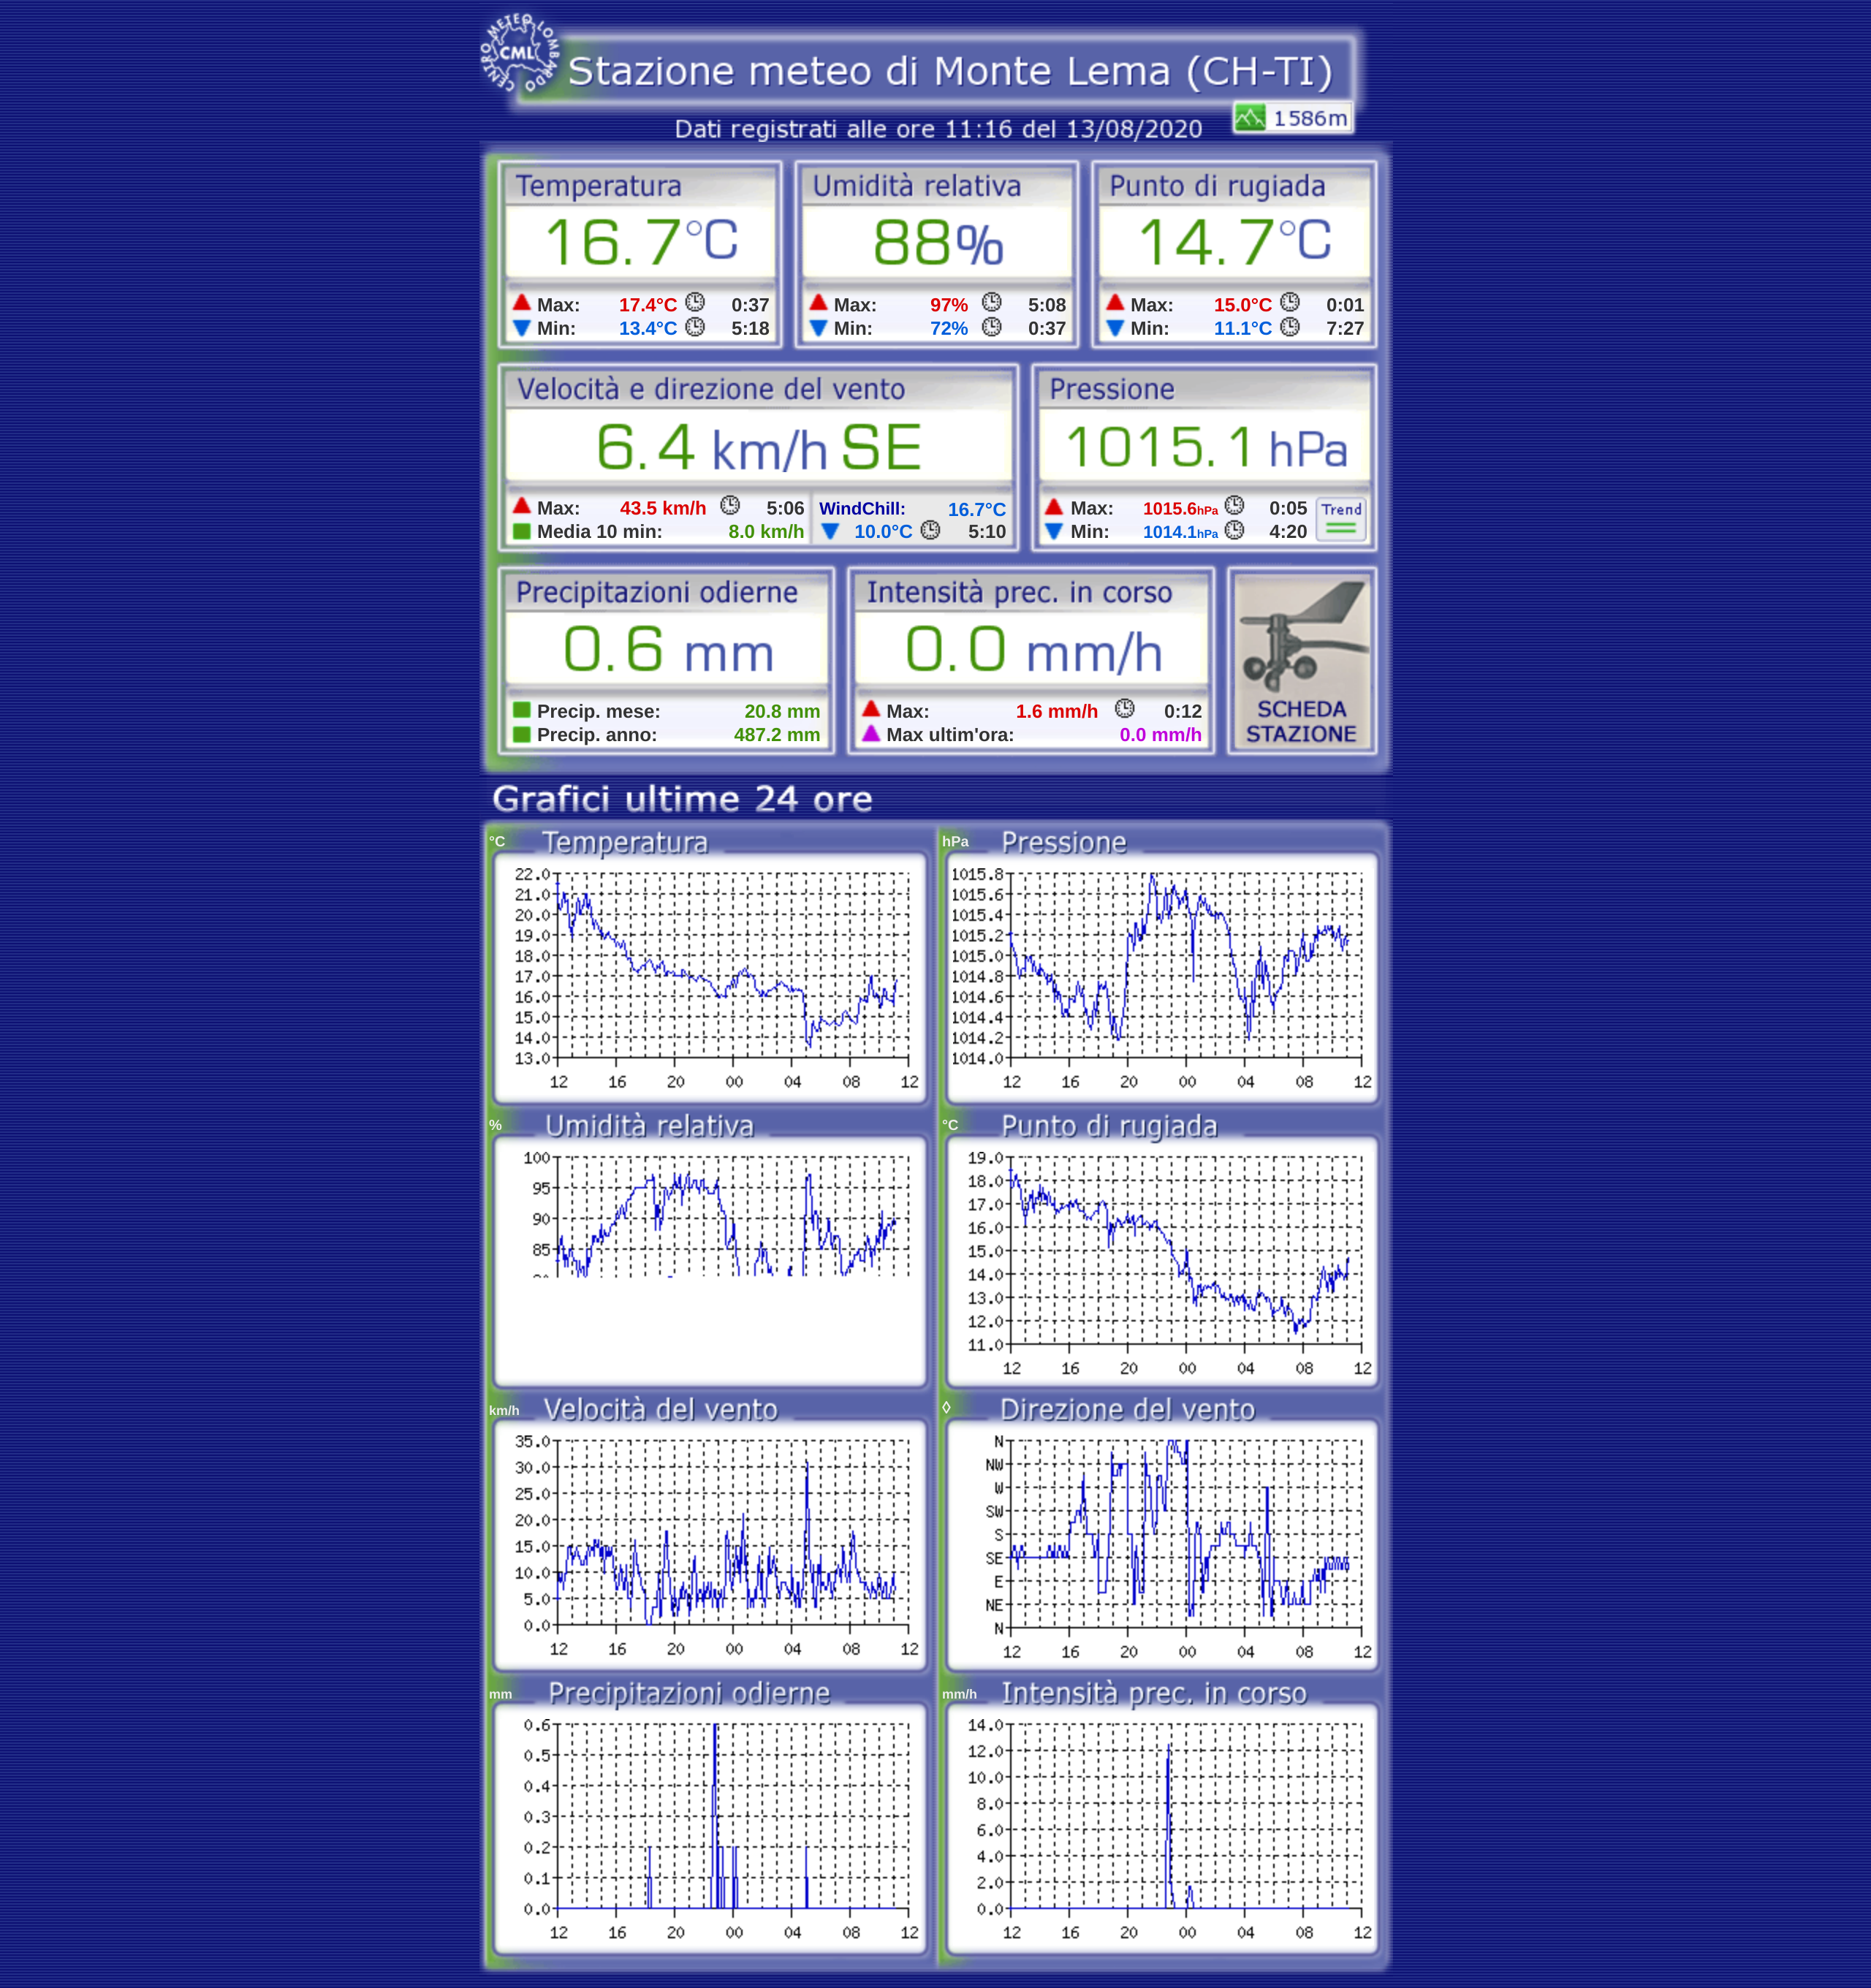 CENTRO METEO LOMBARDO
CML
Stazione meteo di Monte Lema (CH-TI)
1586m
Dati registrati alle ore 11:16 del 13/08/2020
Temperatura
16.7°C
Max: 17.4°C 0:37
Min: 13.4°C 5:18
Umidità relativa
88%
Max: 97% 5:08
Min: 72% 0:37
Punto di rugiada
14.7°C
Max: 15.0°C 0:01
Min: 11.1°C 7:27
Velocità e direzione del vento
6.4 km/h SE
Max: 43.5 km/h 5:06
Media 10 min: 8.0 km/h
WindChill: 16.7°C
10.0°C 5:10
Pressione
1015.1 hPa
Max: 1015.6hPa 0:05
Min: 1014.1hPa 4:20
Trend
Precipitazioni odierne
0.6 mm
Precip. mese: 20.8 mm
Precip. anno: 487.2 mm
Intensità prec. in corso
0.0 mm/h
Max: 1.6 mm/h 0:12
Max ultim'ora: 0.0 mm/h
SCHEDA
STAZIONE
Grafici ultime 24 ore
°C Temperatura
22.0
21.0
20.0
19.0
18.0
17.0
16.0
15.0
14.0
13.0
12 16 20 00 04 08 12
hPa Pressione
1015.8
1015.6
1015.4
1015.2
1015.0
1014.8
1014.6
1014.4
1014.2
1014.0
12 16 20 00 04 08 12
% Umidità relativa
100
95
90
85
°C Punto di rugiada
19.0
18.0
17.0
16.0
15.0
14.0
13.0
12.0
11.0
12 16 20 00 04 08 12
km/h Velocità del vento
35.0
30.0
25.0
20.0
15.0
10.0
5.0
0.0
12 16 20 00 04 08 12
◊ Direzione del vento
N
NW
W
SW
S
SE
E
NE
N
12 16 20 00 04 08 12
mm Precipitazioni odierne
0.6
0.5
0.4
0.3
0.2
0.1
0.0
12 16 20 00 04 08 12
mm/h Intensità prec. in corso
14.0
12.0
10.0
8.0
6.0
4.0
2.0
0.0
12 16 20 00 04 08 12